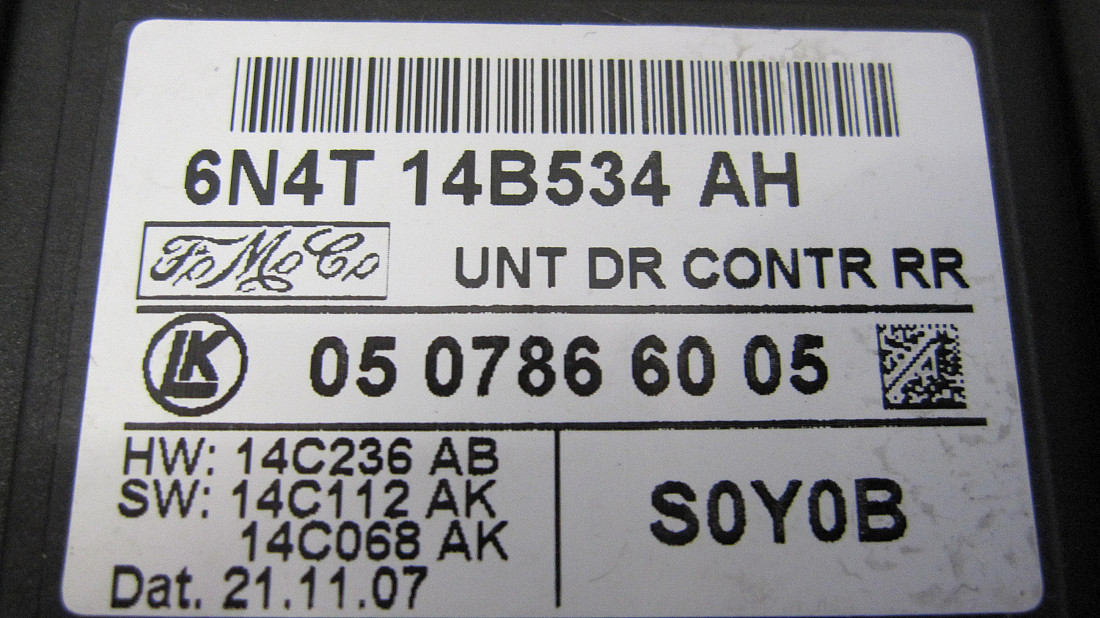 6N4T 14B534 AH
FoMoCo UNT DR CONTR RR
LK 05 0786 60 05
HW: 14C236 AB
SW: 14C112 AK
14C068 AK
Dat. 21.11.07
S0Y0B